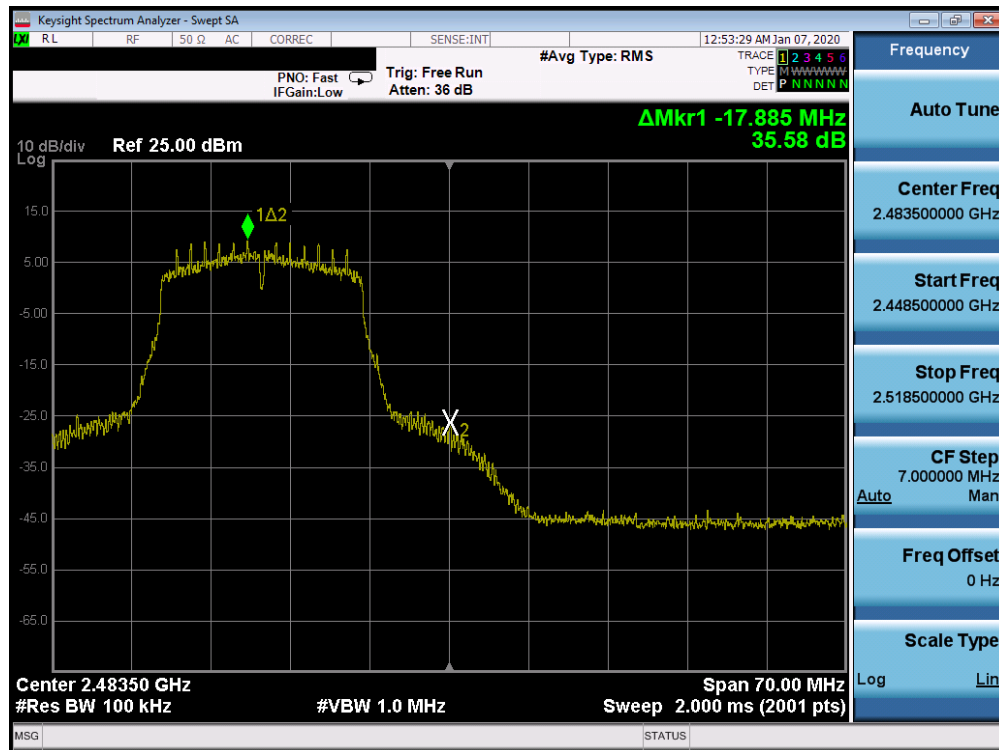 Keysight Spectrum Analyzer - Swept SA
LXI RL RF 50 Ω AC CORREC SENSE:INT 12:53:29 AM Jan 07, 2020
#Avg Type: RMS
TRACE 1 2 3 4 5 6
TYPE M WWWWW
DET P N N N N N
PNO: Fast
IFGain:Low
Trig: Free Run
Atten: 36 dB
ΔMkr1 -17.885 MHz
35.58 dB
10 dB/div
Log
Ref 25.00 dBm
15.0
5.00
-5.00
-15.0
-25.0
-35.0
-45.0
-55.0
-65.0
1Δ2
X2
Center 2.48350 GHz
Span 70.00 MHz
#Res BW 100 kHz
#VBW 1.0 MHz
Sweep 2.000 ms (2001 pts)
MSG
STATUS
Frequency
Auto Tune
Center Freq
2.483500000 GHz
Start Freq
2.448500000 GHz
Stop Freq
2.518500000 GHz
CF Step
7.000000 MHz
Auto Man
Freq Offset
0 Hz
Scale Type
Log Lin